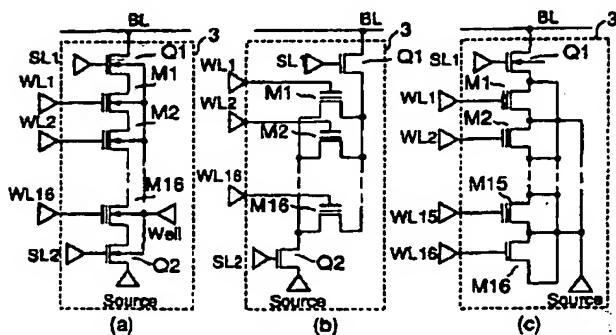 BL
3
SL1
Q1
WL1
M1
WL2
M2
M16
WL16
Well
SL2
Q2
Source
(a)
BL
3
WL1
SL1
Q1
WL2
M1
M2
WL16
M16
SL2
Q2
Source
(b)
BL
3
Q1
SL1
M1
WL1
M2
WL2
M15
WL15
WL16
M16
Source
(c)